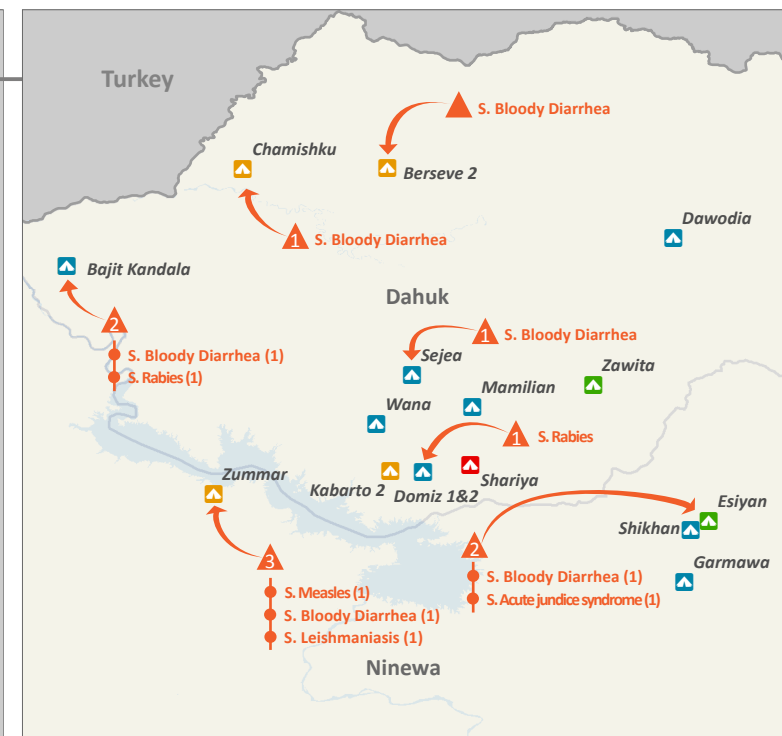 Turkey
S. Bloody Diarrhea
Chamishku
Berseve 2
Dawodia
1
S. Bloody Diarrhea
Bajit Kandala
Dahuk
2
1
S. Bloody Diarrhea
S. Bloody Diarrhea (1)
Sejea
Zawita
S. Rabies (1)
Mamilian
Wana
1
S. Rabies
Zummar
Kabarto 2
Domiz 1&2
Shariya
Esiyan
Shikhan
2
3
Garmawa
S. Bloody Diarrhea (1)
S. Measles (1)
S. Acute jundice syndrome (1)
S. Bloody Diarrhea (1)
S. Leishmaniasis (1)
Ninewa